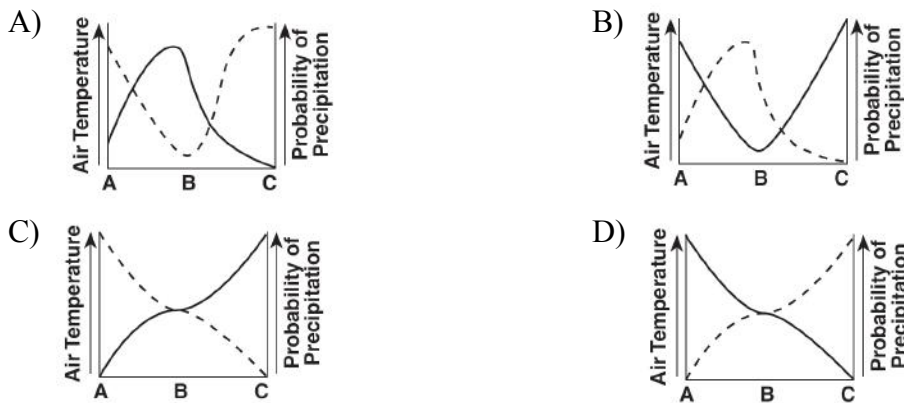 A)
Air Temperature
Probability of
Precipitation
A B C
B)
Air Temperature
Probability of
Precipitation
A B C
C)
Air Temperature
Probability of
Precipitation
A B C
D)
Air Temperature
Probability of
Precipitation
A B C